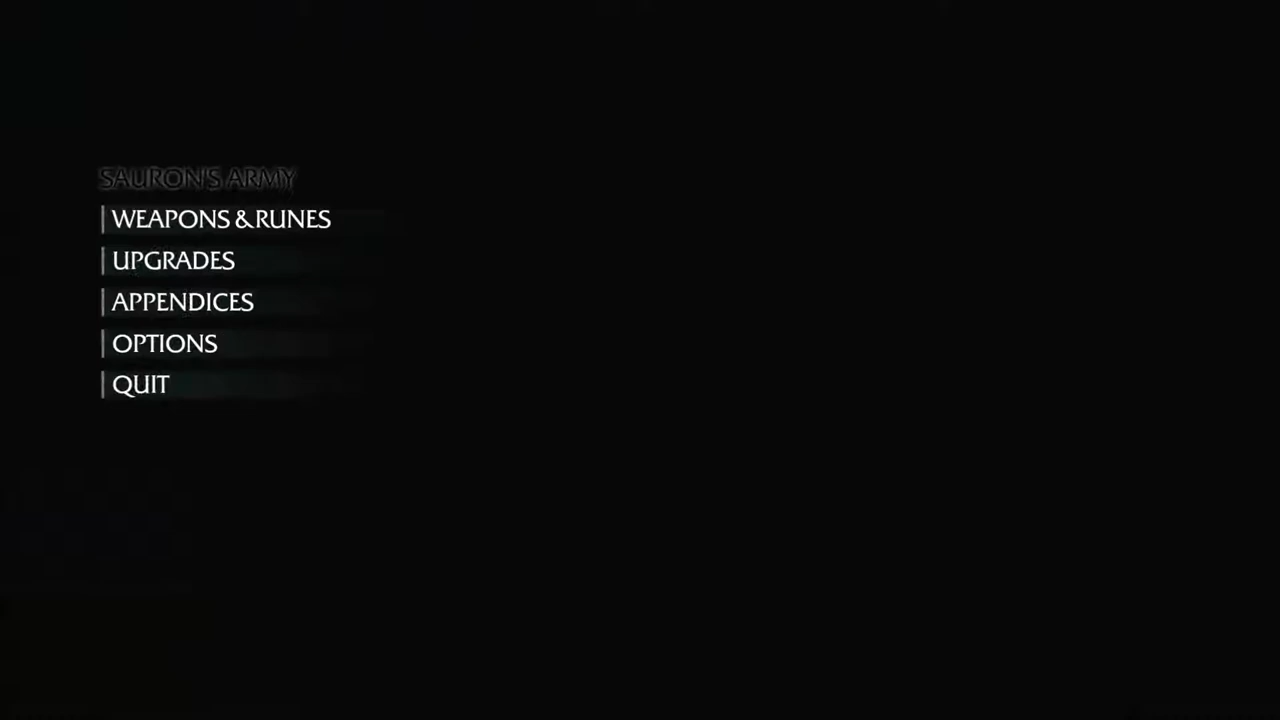 SAURON'S ARMY
WEAPONS & RUNES
UPGRADES
APPENDICES
OPTIONS
QUIT